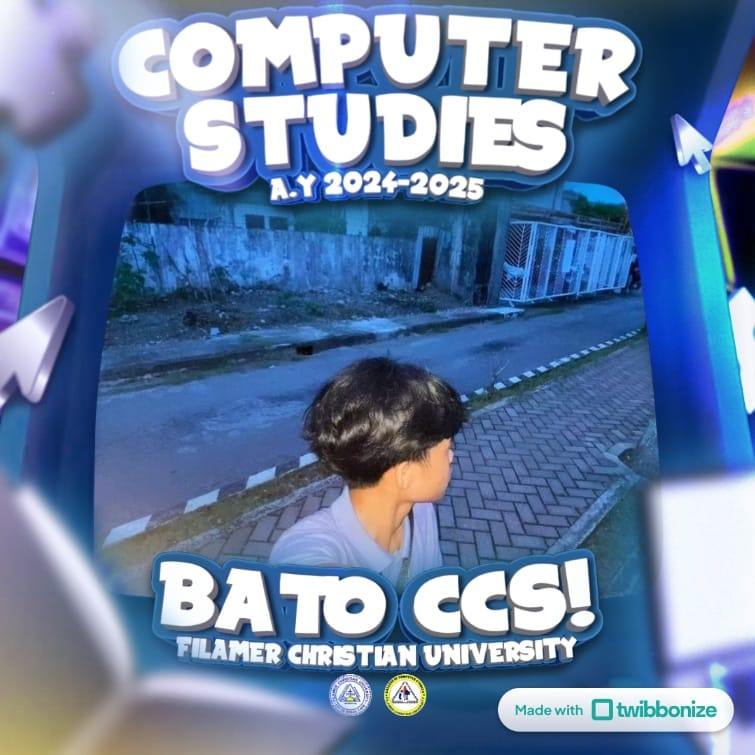 COMPUTER
STUDIES
A.Y 2024-2025
BATO CCS!
FILAMER CHRISTIAN UNIVERSITY
Made with twibbonize